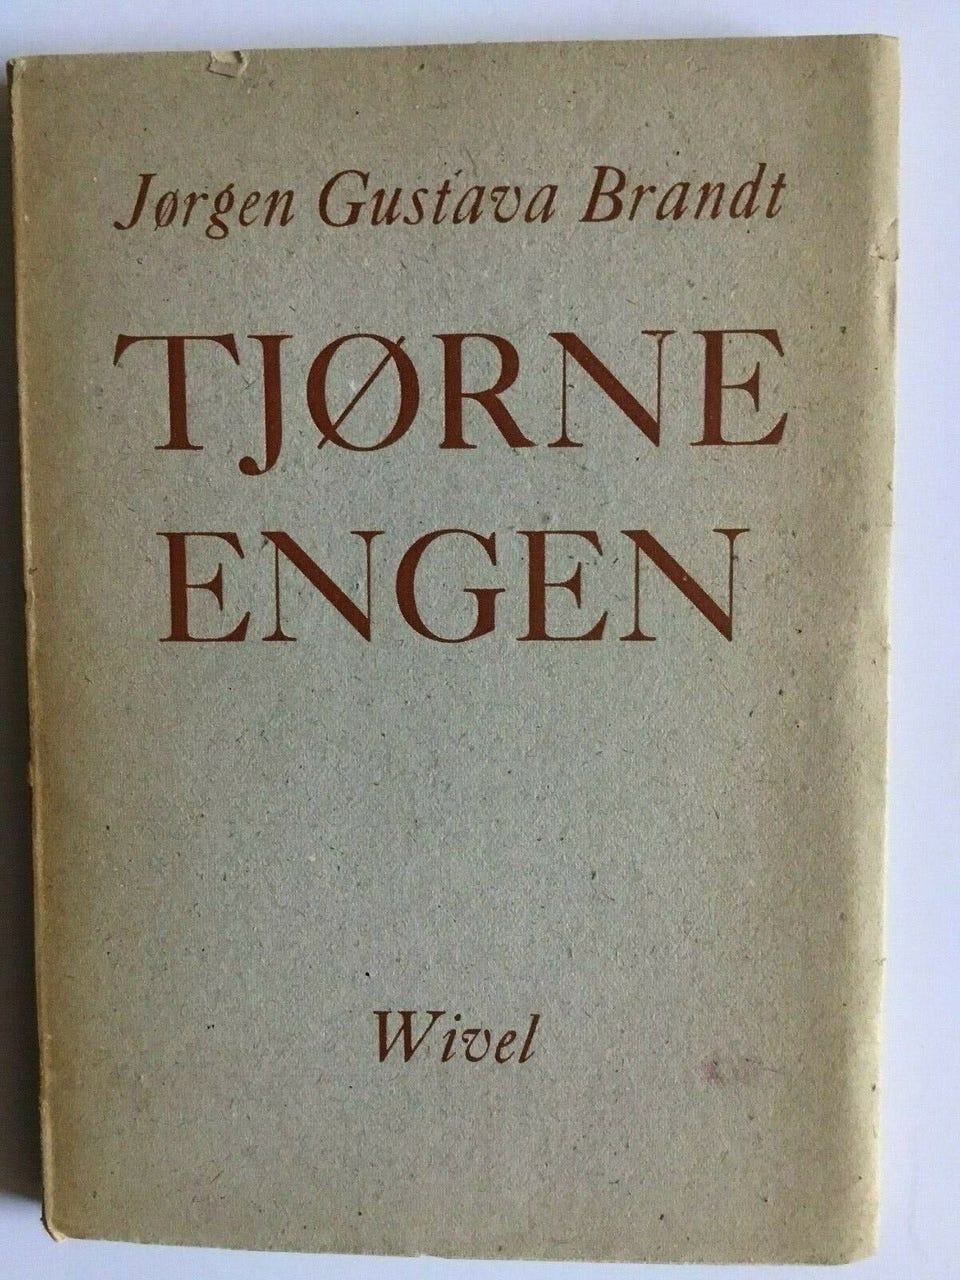 Jørgen Gustava Brandt
TJØRNE
ENGEN
Wivel